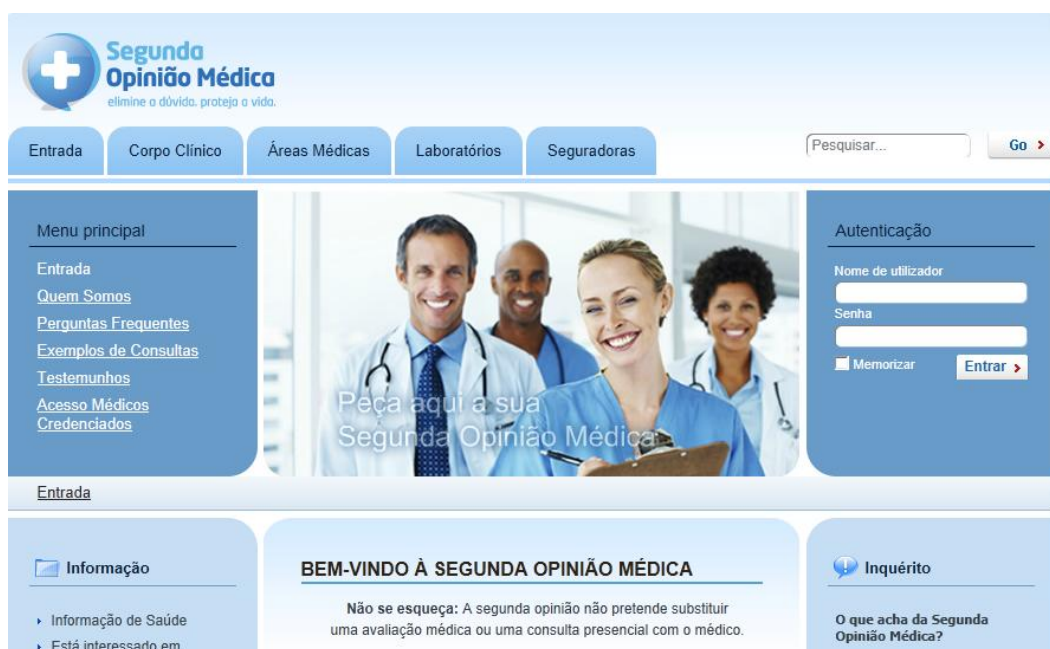 Segunda
Opinião Médica
elimine a dúvida. proteja a vida.
Entrada
Corpo Clínico
Áreas Médicas
Laboratórios
Seguradoras
Pesquisar...
Go
Menu principal
Entrada
Quem Somos
Perguntas Frequentes
Exemplos de Consultas
Testemunhos
Acesso Médicos
Credenciados
Peça aqui a sua
Segunda Opinião Médica
Autenticação
Nome de utilizador
Senha
Memorizar
Entrar
Entrada
Informação
Informação de Saúde
Está interessado em
BEM-VINDO À SEGUNDA OPINIÃO MÉDICA
Não se esqueça: A segunda opinião não pretende substituir
uma avaliação médica ou uma consulta presencial com o médico.
Inquérito
O que acha da Segunda
Opinião Médica?